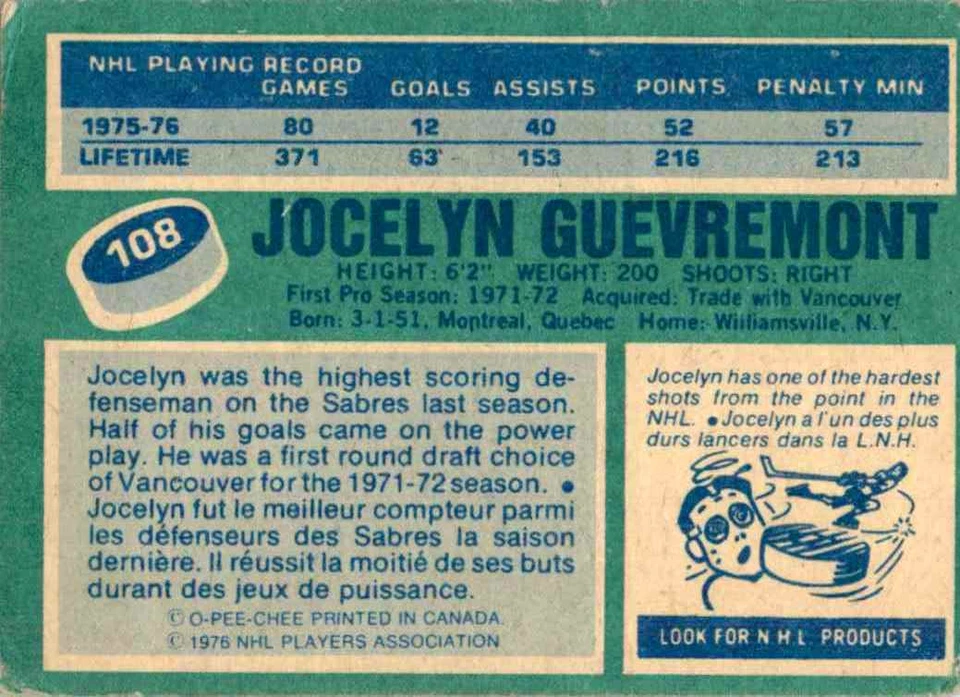 NHL PLAYING RECORD
GAMES GOALS ASSISTS POINTS PENALTY MIN
1975-76 80 12 40 52 57
LIFETIME 371 63 153 216 213
108
JOCELYN GUEVREMONT
HEIGHT: 6'2" WEIGHT: 200 SHOOTS: RIGHT
First Pro Season: 1971-72 Acquired: Trade with Vancouver
Born: 3-1-51, Montreal, Quebec Home: Williamsville, N.Y.
Jocelyn was the highest scoring de-
fenseman on the Sabres last season.
Half of his goals came on the power
play. He was a first round draft choice
of Vancouver for the 1971-72 season. •
Jocelyn fut le meilleur compteur parmi
les défenseurs des Sabres la saison
dernière. Il réussit la moitié de ses buts
durant des jeux de puissance.
© O-PEE-CHEE PRINTED IN CANADA.
© 1976 NHL PLAYERS ASSOCIATION
Jocelyn has one of the hardest
shots from the point in the
NHL. • Jocelyn a l'un des plus
durs lancers dans la L.N.H.
LOOK FOR N H L PRODUCTS